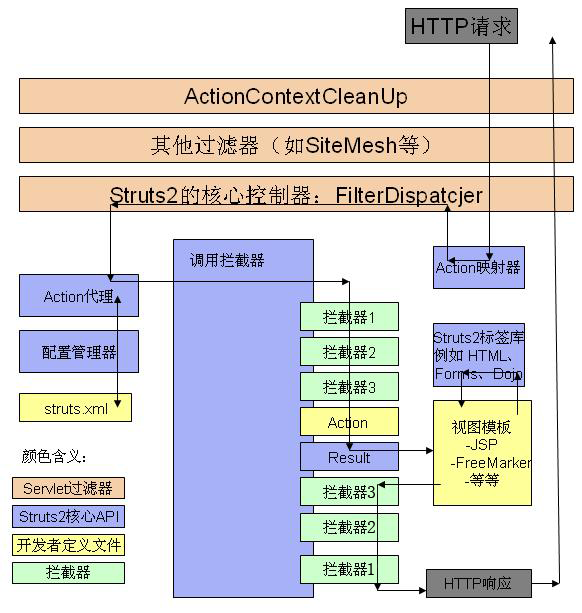 HTTP请求
ActionContextCleanUp
其他过滤器（如SiteMesh等）
Struts2的核心控制器：FilterDispatcjer
调用拦截器
Action映射器
Action代理
配置管理器
struts.xml
拦截器1
拦截器2
拦截器3
Action
Result
拦截器3
拦截器2
拦截器1
Struts2标签库
例如 HTML、
Forms、Dojo
视图模板
-JSP
-FreeMarker
-等等
HTTP响应
颜色含义：
Servlet过滤器
Struts2核心API
开发者定义文件
拦截器